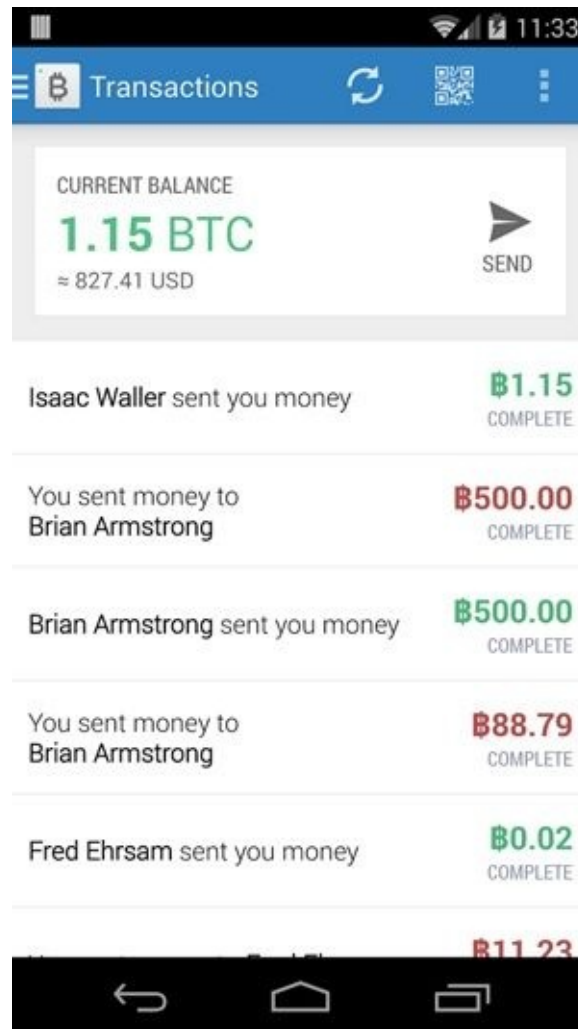 11:33
Transactions
CURRENT BALANCE
1.15 BTC
≈ 827.41 USD
SEND
Isaac Waller sent you money
฿1.15
COMPLETE
You sent money to
Brian Armstrong
฿500.00
COMPLETE
Brian Armstrong sent you money
฿500.00
COMPLETE
You sent money to
Brian Armstrong
฿88.79
COMPLETE
Fred Ehrsam sent you money
฿0.02
COMPLETE
฿11.23